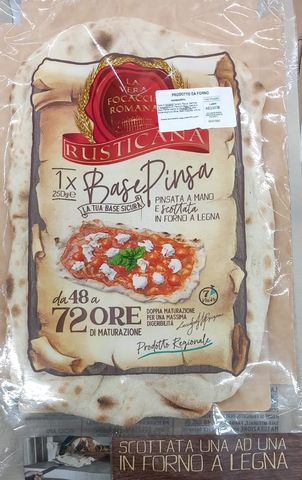 LA
VERA
FOCACCIA
ROMANA
PRODOTTO DA FORNO
RUSTICANA
1x
250g℮
Base Pinsa
LA TUA BASE SICURA
PINSATA A MANO
E scottata
IN FORNO A LEGNA
da 48 a
72 ORE
DI MATURAZIONE
DOPPIA MATURAZIONE
PER UNA MASSIMA
DIGERIBILITÀ
7
Prodotto Regionale
SCOTTATA UNA AD UNA
IN FORNO A LEGNA